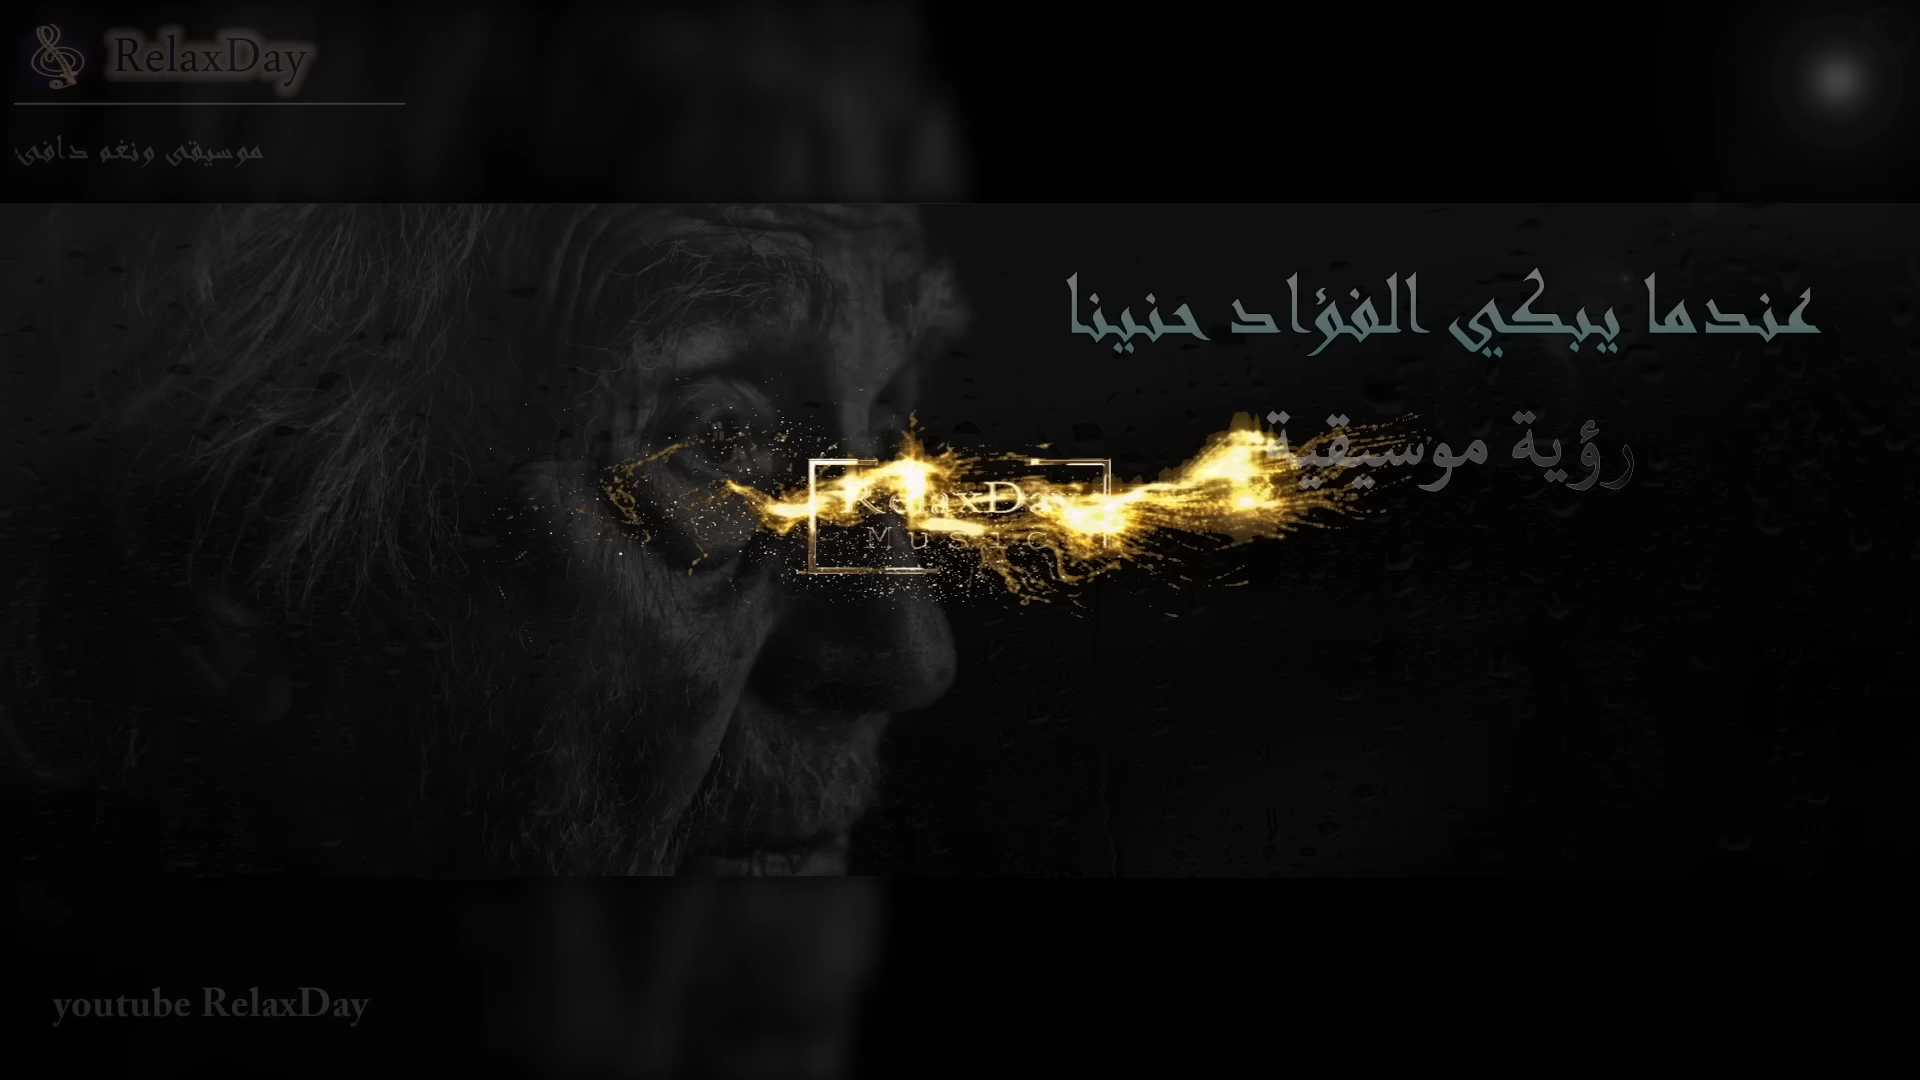 RelaxDay
موسيقى ونغم دافئ
عندما يبكي الفؤاد حنينا
رؤية موسيقية
RelaxDay
Music
youtube RelaxDay